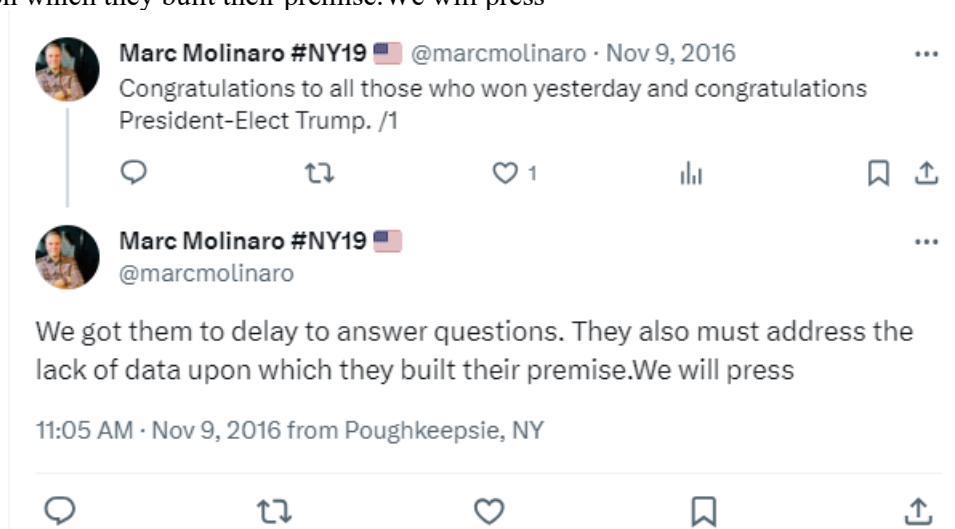 on which they built their premise.We will press
Marc Molinaro #NY19 🇺🇸 @marcmolinaro · Nov 9, 2016
Congratulations to all those who won yesterday and congratulations
President-Elect Trump. /1
1
Marc Molinaro #NY19 🇺🇸
@marcmolinaro
We got them to delay to answer questions. They also must address the
lack of data upon which they built their premise.We will press
11:05 AM · Nov 9, 2016 from Poughkeepsie, NY